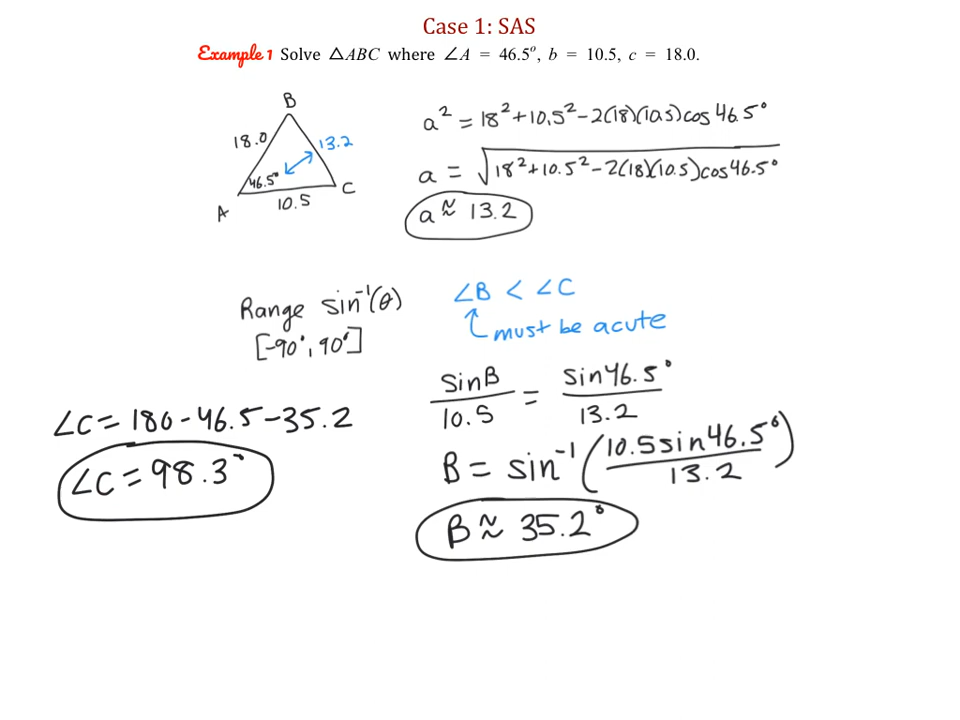 Case 1: SAS
Example 1 Solve △ABC where ∠A = 46.5°, b = 10.5, c = 18.0.
B
18.0
13.2
46.5°
A
10.5
C
a² = 18² + 10.5² - 2(18)(10.5)cos 46.5°
a = √(18² + 10.5² - 2(18)(10.5)cos 46.5°)
a ≈ 13.2
Range sin⁻¹(θ)
[-90°, 90°]
∠B < ∠C
must be acute
sinB/10.5 = sin46.5°/13.2
B = sin⁻¹(10.5sin46.5°/13.2)
B ≈ 35.2°
∠C = 180 - 46.5 - 35.2
∠C = 98.3°